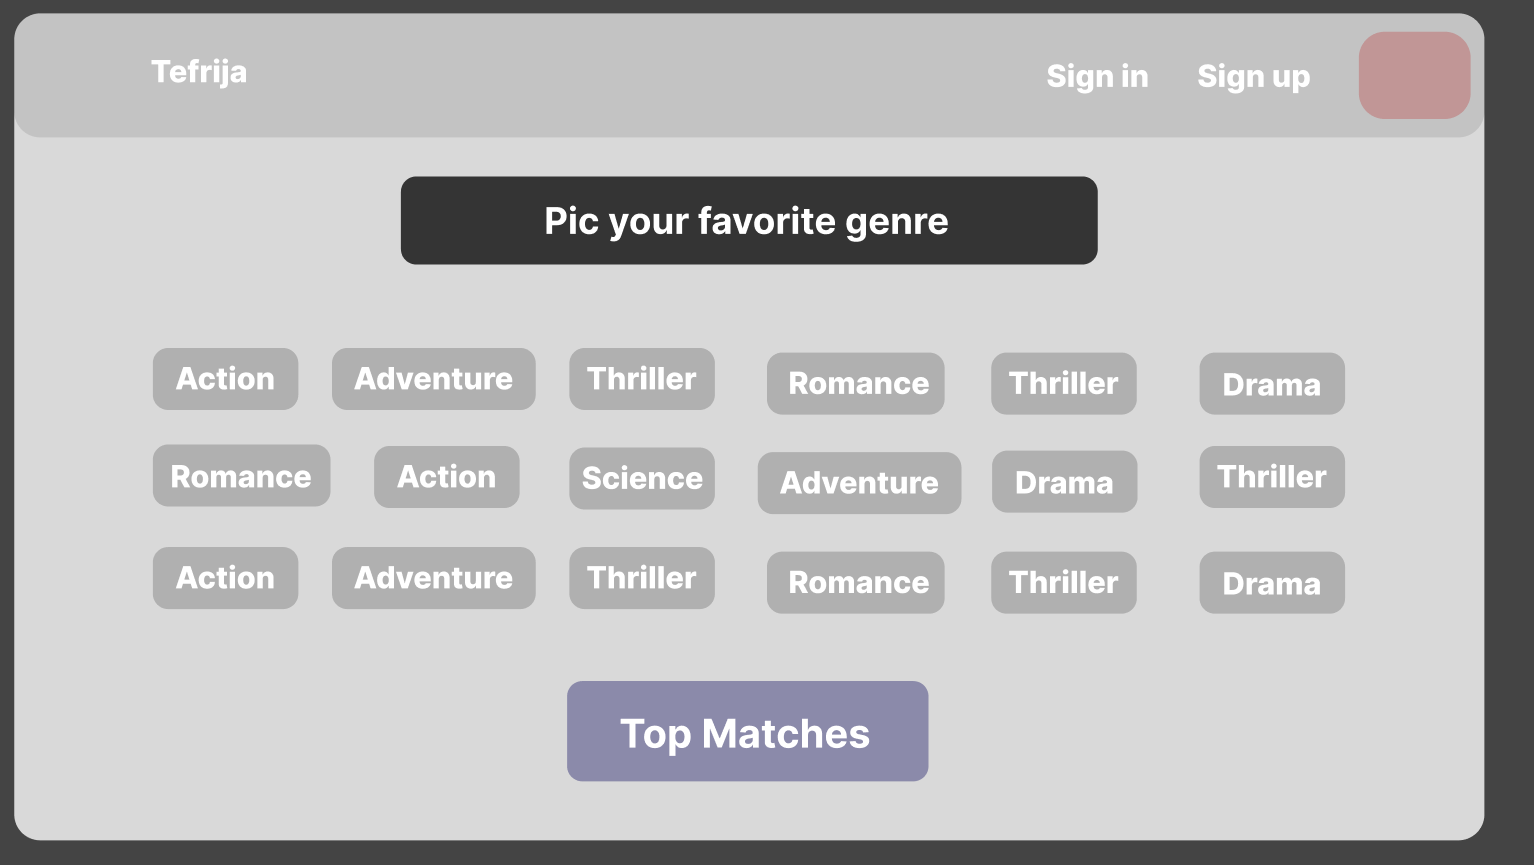 Tefrija Sign in Sign up
Pic your favorite genre
Action Adventure Thriller Romance Thriller Drama
Romance Action Science Adventure Drama Thriller
Action Adventure Thriller Romance Thriller Drama
Top Matches